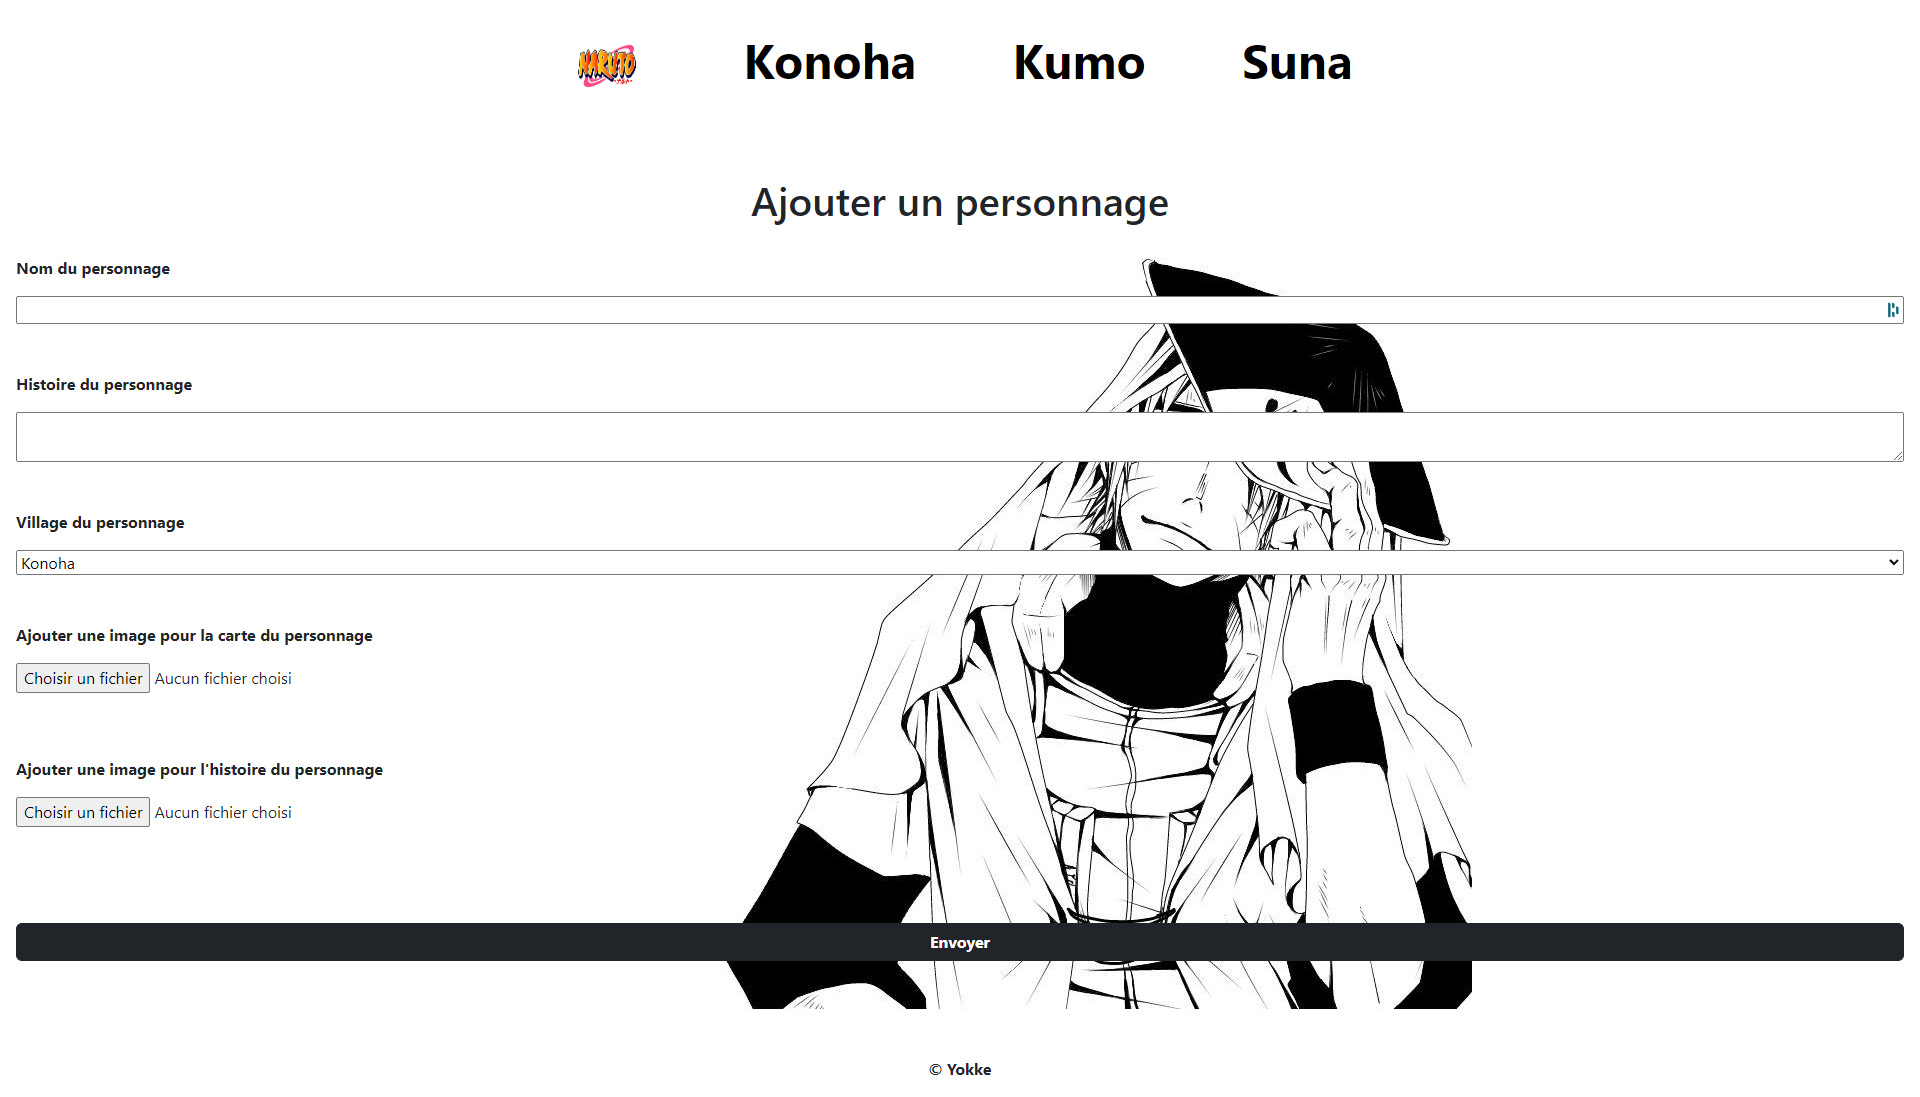 NARUTO Konoha Kumo Suna
Ajouter un personnage
Nom du personnage
Histoire du personnage
Village du personnage
Konoha
Ajouter une image pour la carte du personnage
Choisir un fichier Aucun fichier choisi
Ajouter une image pour l'histoire du personnage
Choisir un fichier Aucun fichier choisi
Envoyer
© Yokke